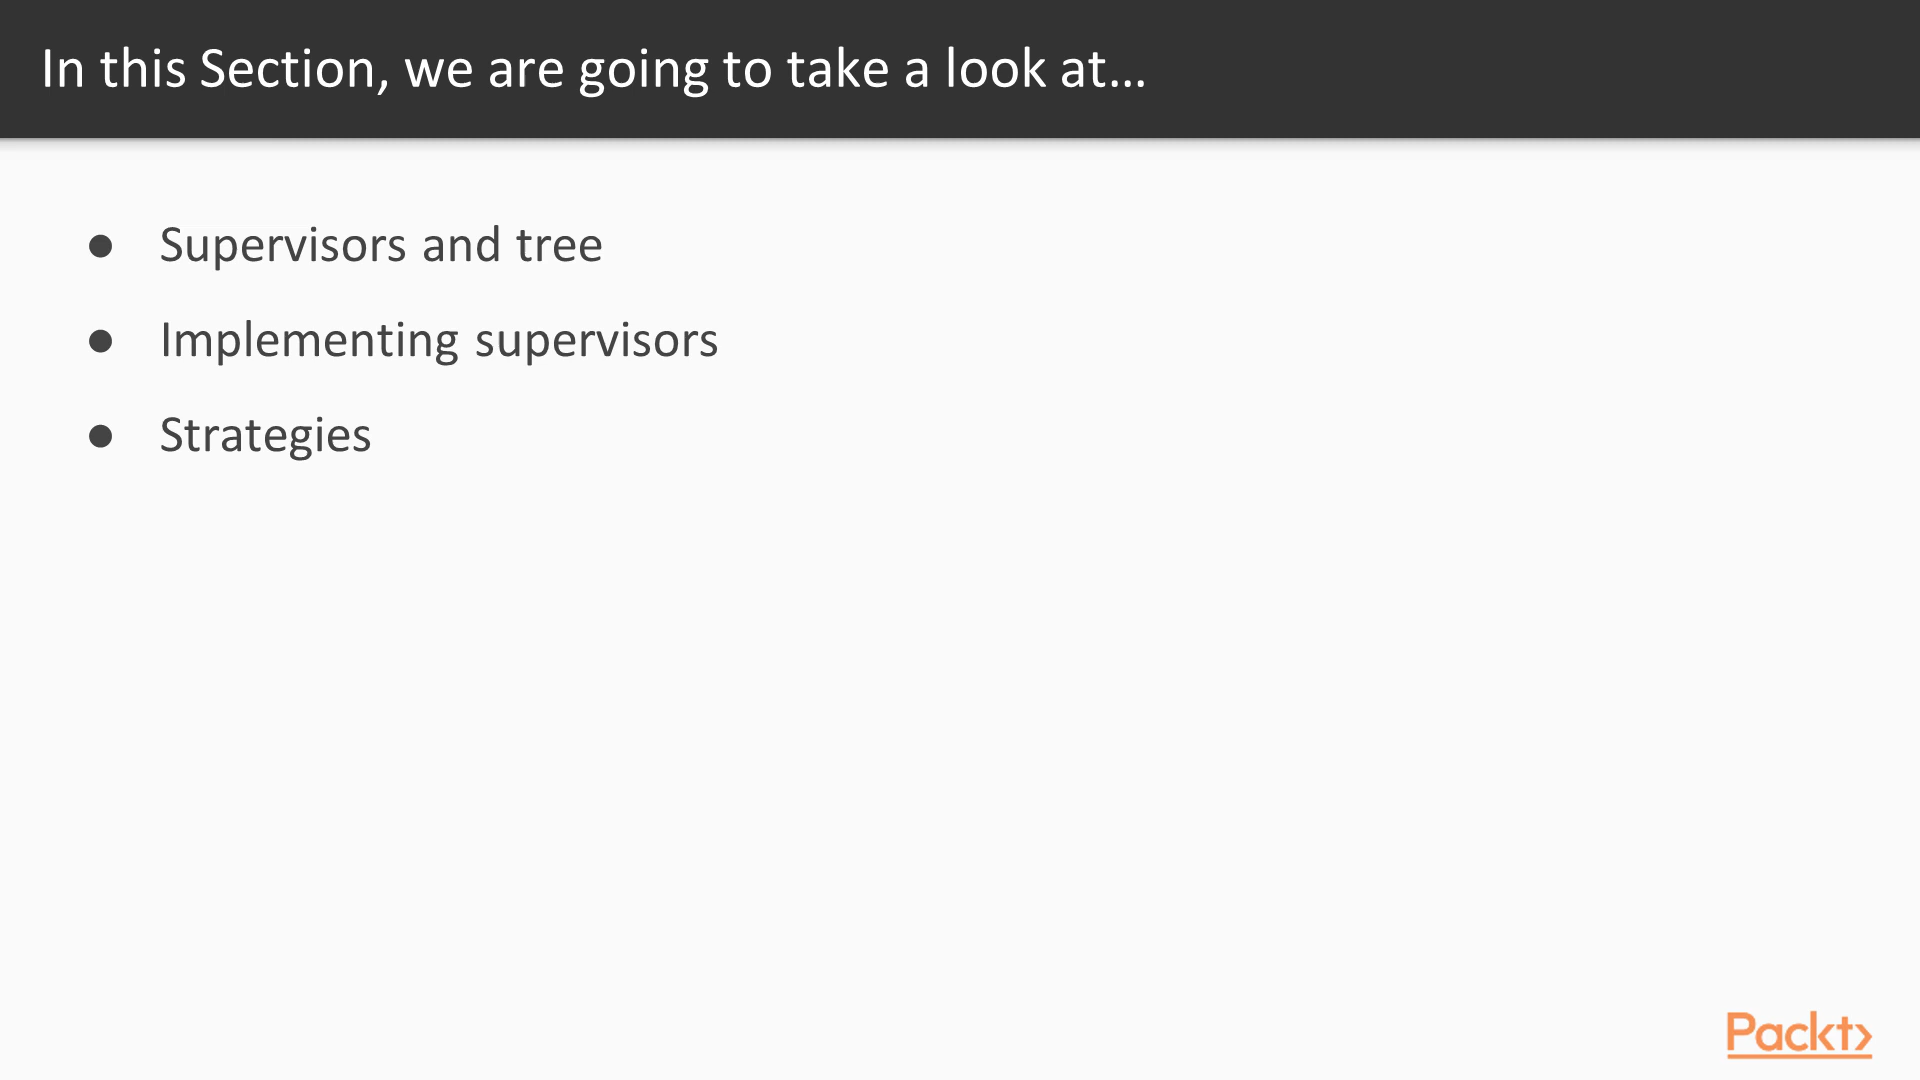 In this Section, we are going to take a look at...
● Supervisors and tree
● Implementing supervisors
● Strategies
Packt>